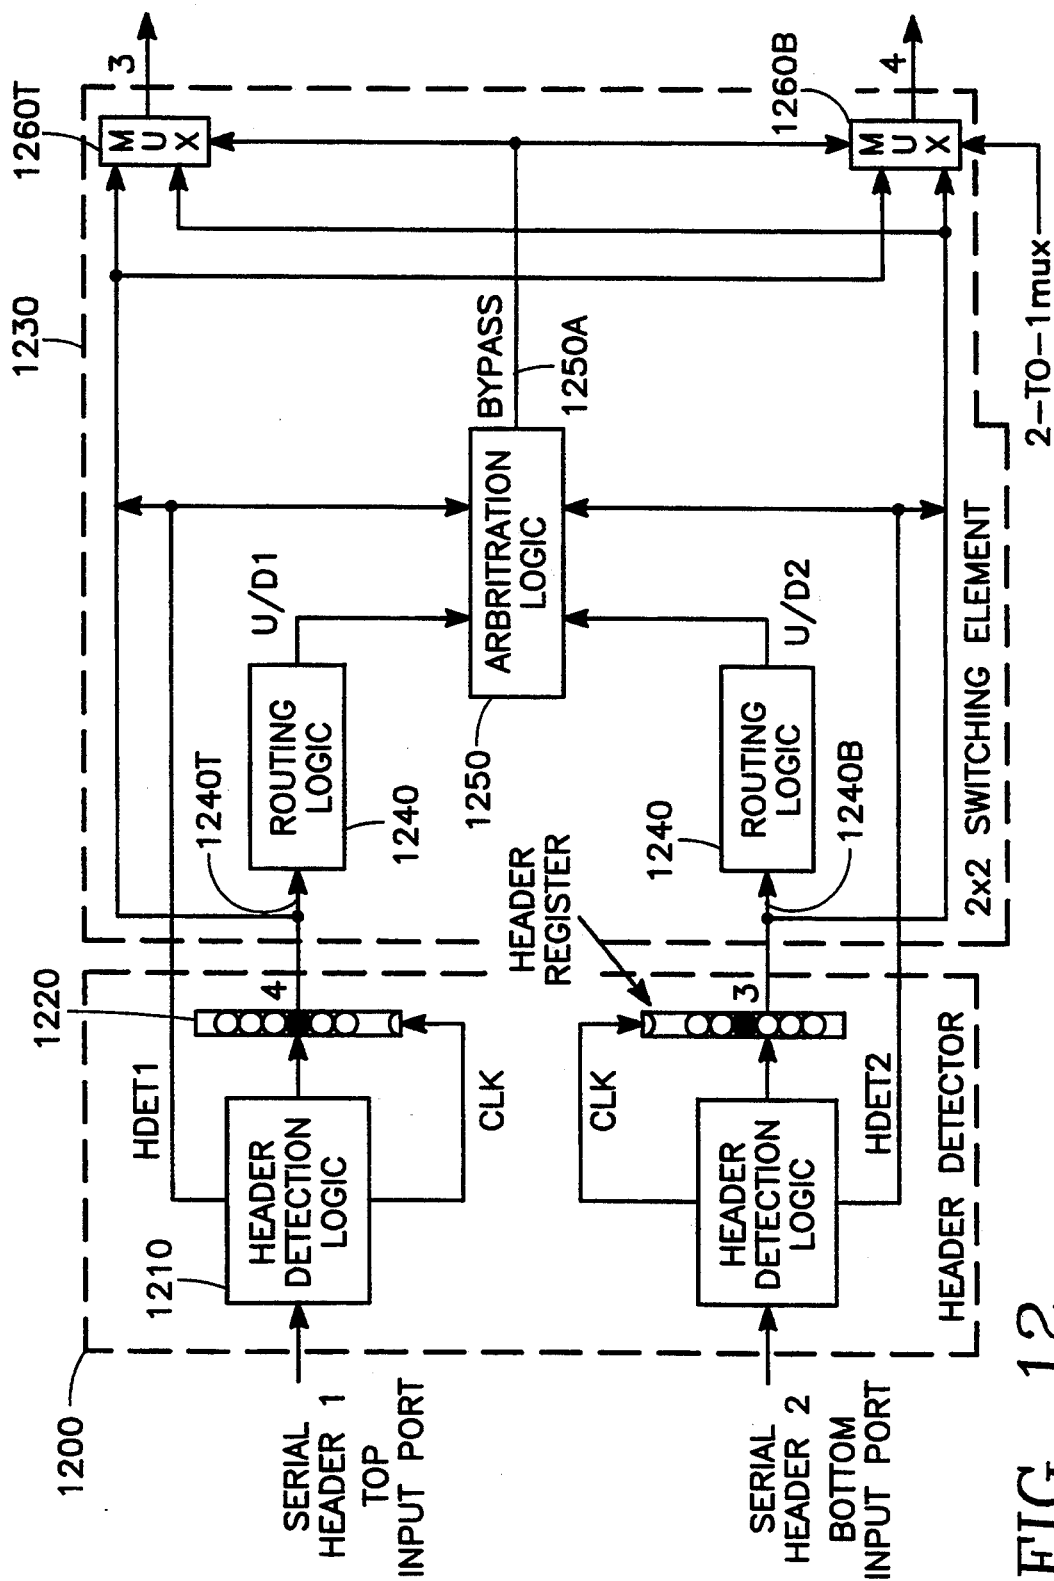 1200
SERIAL
HEADER 1
TOP
INPUT PORT
1210
HEADER
DETECTION
LOGIC
HDET1
CLK
1220
4
1240T
ROUTING
LOGIC
1240
U/D1
1230
1260T
MUX
3
ARBRITRATION
LOGIC
1250
BYPASS
1250A
HEADER
REGISTER
SERIAL
HEADER 2
BOTTOM
INPUT PORT
HEADER
DETECTION
LOGIC
CLK
HDET2
3
1240
ROUTING
LOGIC
1240B
U/D2
1260B
MUX
4
HEADER DETECTOR
2x2 SWITCHING ELEMENT
2-TO-1mux
FIG 12